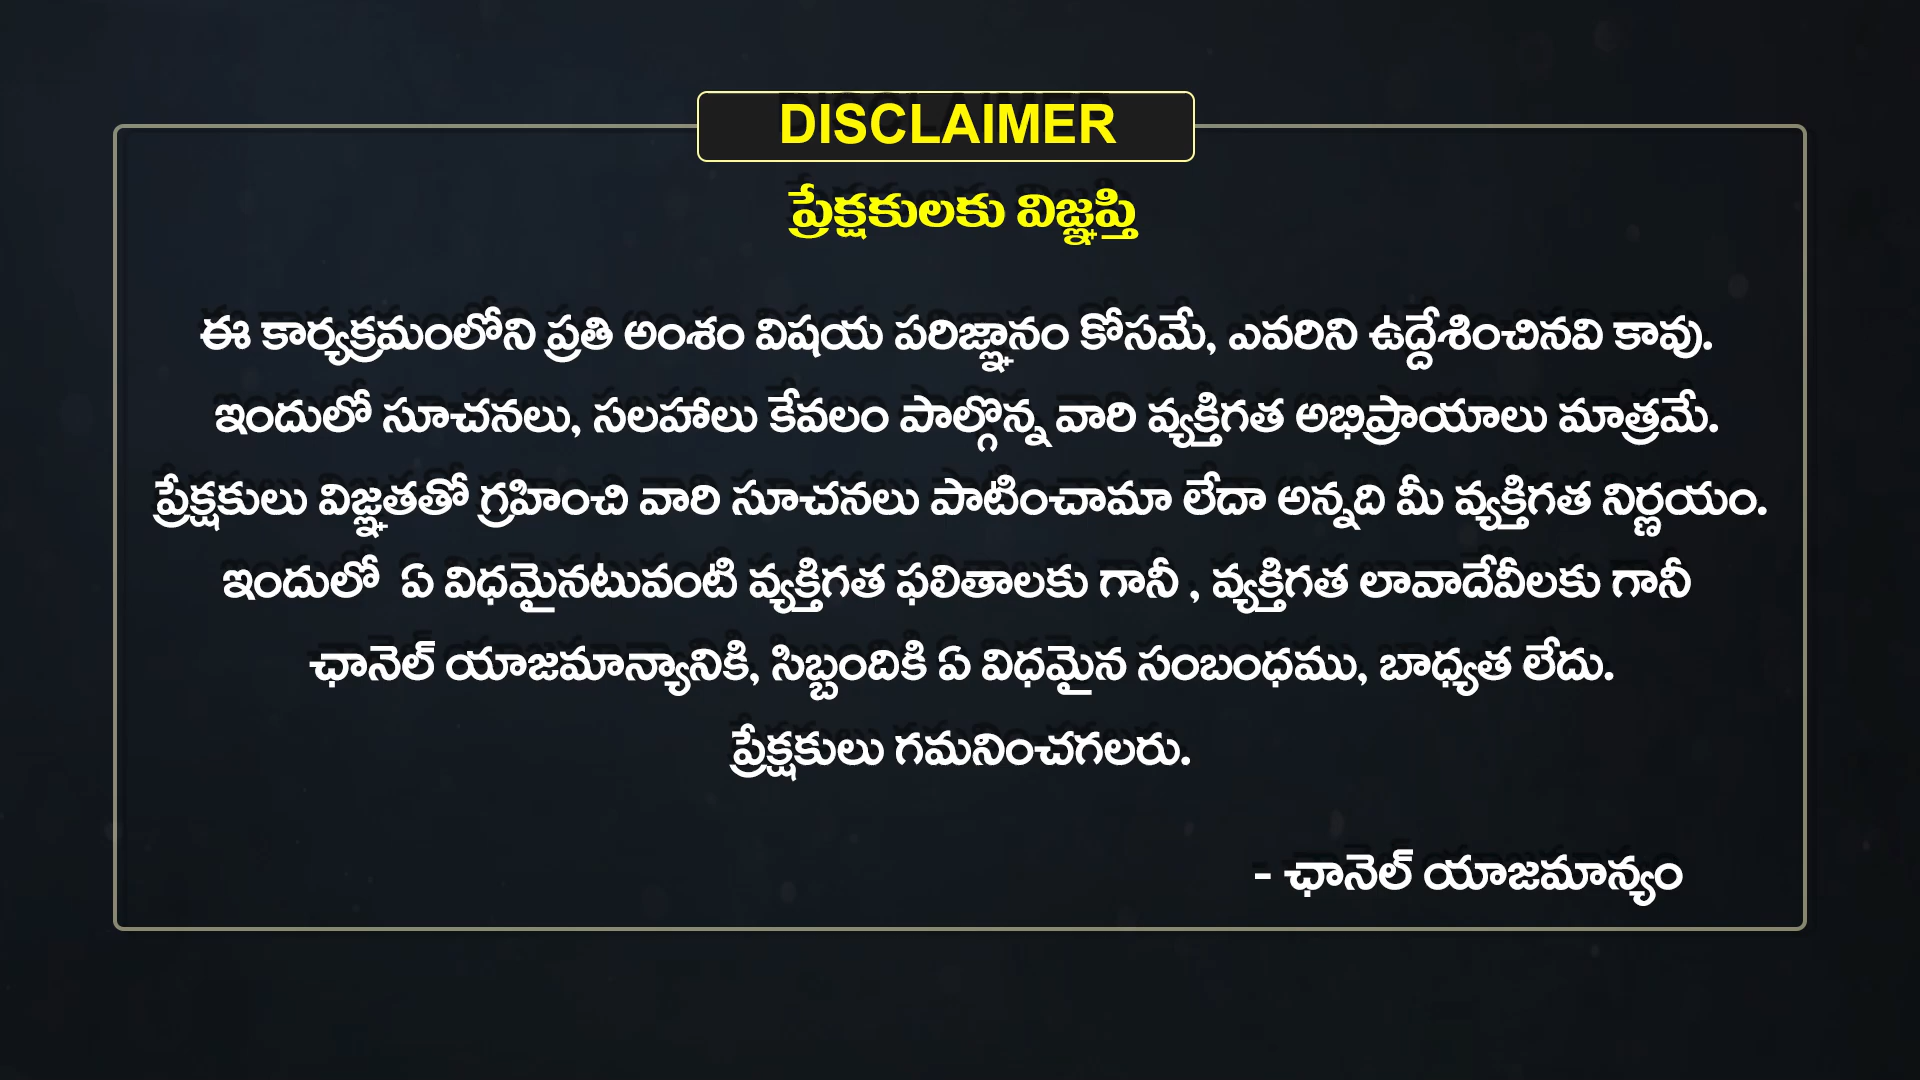 DISCLAIMER
ప్రేక్షకులకు విజ్ఞప్తి
ఈ కార్యక్రమంలోని ప్రతి అంశం విషయ పరిజ్ఞానం కోసమే, ఎవరిని ఉద్దేశించినవి కావు.
ఇందులో సూచనలు, సలహాలు కేవలం పాల్గొన్న వారి వ్యక్తిగత అభిప్రాయాలు మాత్రమే.
ప్రేక్షకులు విజ్ఞతతో గ్రహించి వారి సూచనలు పాటించామా లేదా అన్నది మీ వ్యక్తిగత నిర్ణయం.
ఇందులో ఏ విధమైనటువంటి వ్యక్తిగత ఫలితాలకు గానీ , వ్యక్తిగత లావాదేవీలకు గానీ
ఛానెల్ యాజమాన్యానికి, సిబ్బందికి ఏ విధమైన సంబంధము, బాధ్యత లేదు.
ప్రేక్షకులు గమనించగలరు.
- ఛానెల్ యాజమాన్యం